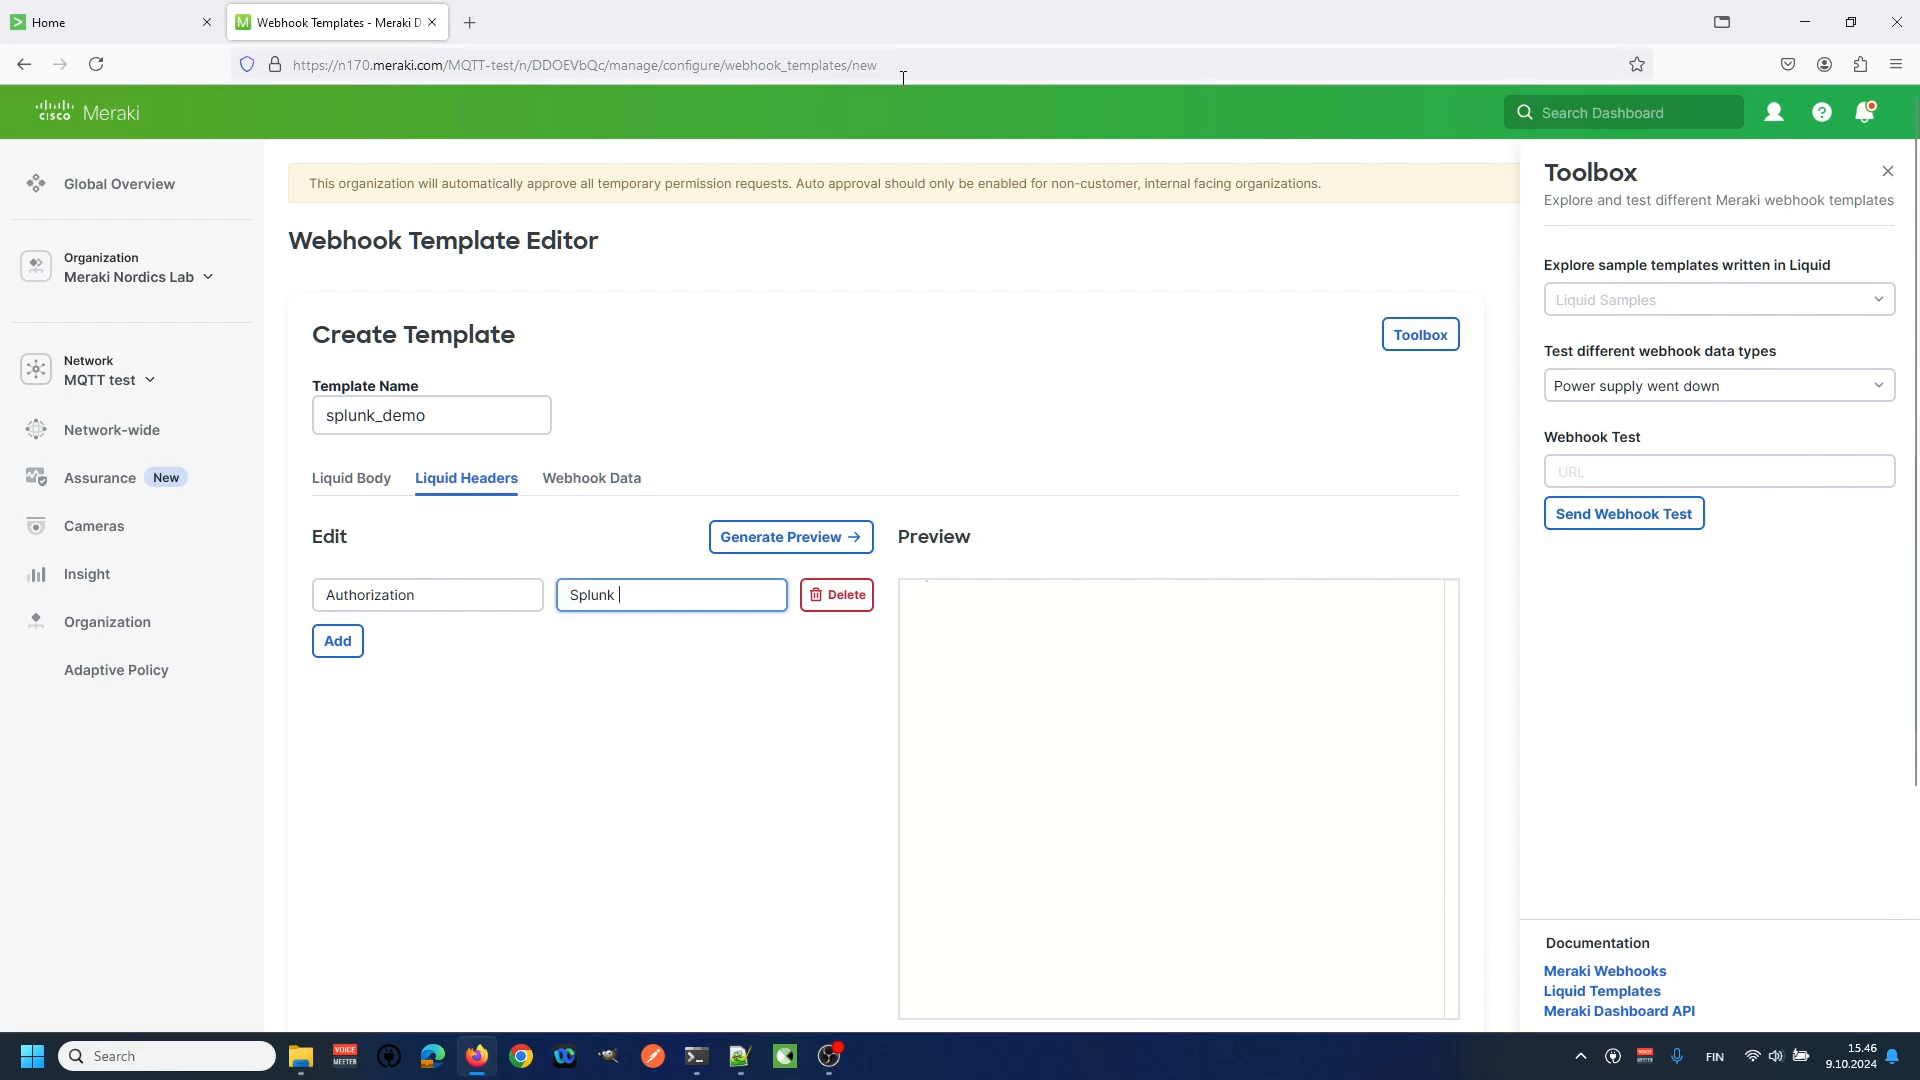 Home
Webhook Templates - Meraki D
https://n170.meraki.com/MQTT-test/n/DDOEVbQc/manage/configure/webhook_templates/new
cisco Meraki
Search Dashboard
Global Overview
Organization
Meraki Nordics Lab
Network
MQTT test
Network-wide
Assurance New
Cameras
Insight
Organization
Adaptive Policy
This organization will automatically approve all temporary permission requests. Auto approval should only be enabled for non-customer, internal facing organizations.
Webhook Template Editor
Create Template
Toolbox
Template Name
splunk_demo
Liquid Body Liquid Headers Webhook Data
Edit
Generate Preview →
Preview
Authorization
Splunk
Delete
Add
Toolbox
Explore and test different Meraki webhook templates
Explore sample templates written in Liquid
Liquid Samples
Test different webhook data types
Power supply went down
Webhook Test
URL
Send Webhook Test
Documentation
Meraki Webhooks
Liquid Templates
Meraki Dashboard API
Search
VOICE
MEETER
FIN
15.46
9.10.2024